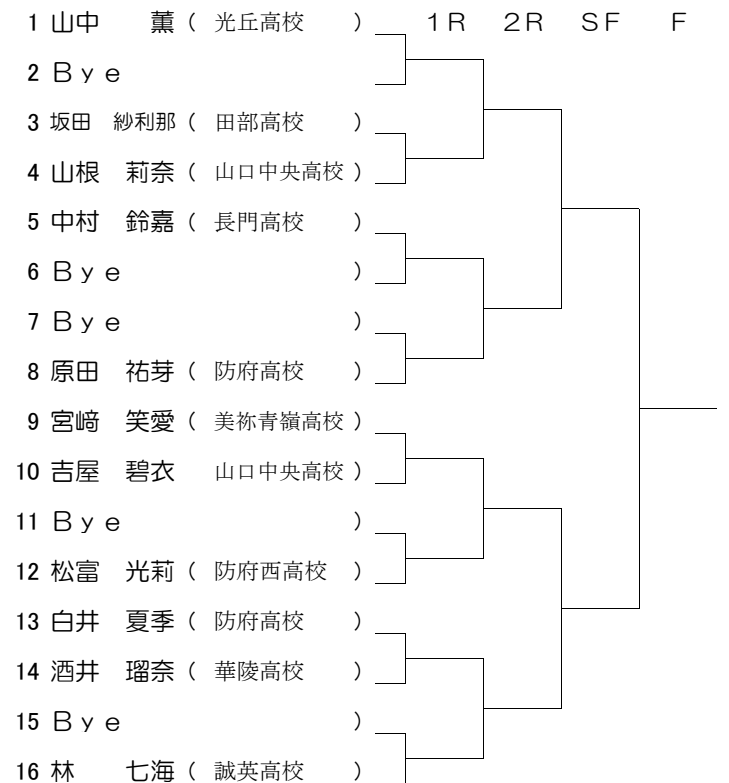 1R 2R SF F
1 山中 薫 ( 光丘高校 )
2 Bye
3 坂田 紗利那 ( 田部高校 )
4 山根 莉奈 ( 山口中央高校 )
5 中村 鈴嘉 ( 長門高校 )
6 Bye )
7 Bye )
8 原田 祐芽 ( 防府高校 )
9 宮﨑 笑愛 ( 美祢青嶺高校 )
10 吉屋 碧衣 山口中央高校 )
11 Bye )
12 松富 光莉 ( 防府西高校 )
13 白井 夏季 ( 防府高校 )
14 酒井 瑠奈 ( 華陵高校 )
15 Bye )
16 林 七海 ( 誠英高校 )